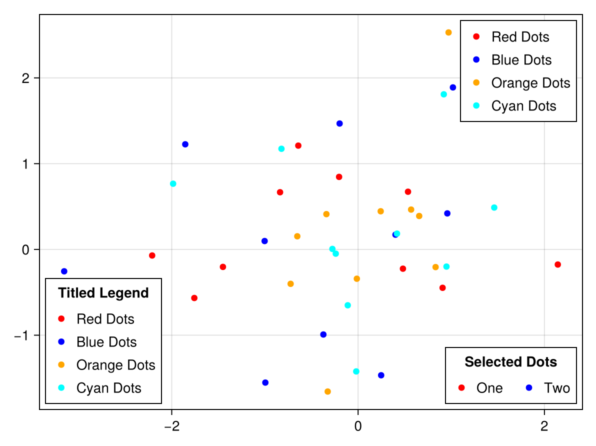 Red Dots
Blue Dots
Orange Dots
Cyan Dots
2
1
0
−1
Titled Legend
Red Dots
Blue Dots
Orange Dots
Cyan Dots
Selected Dots
One Two
−2 0 2